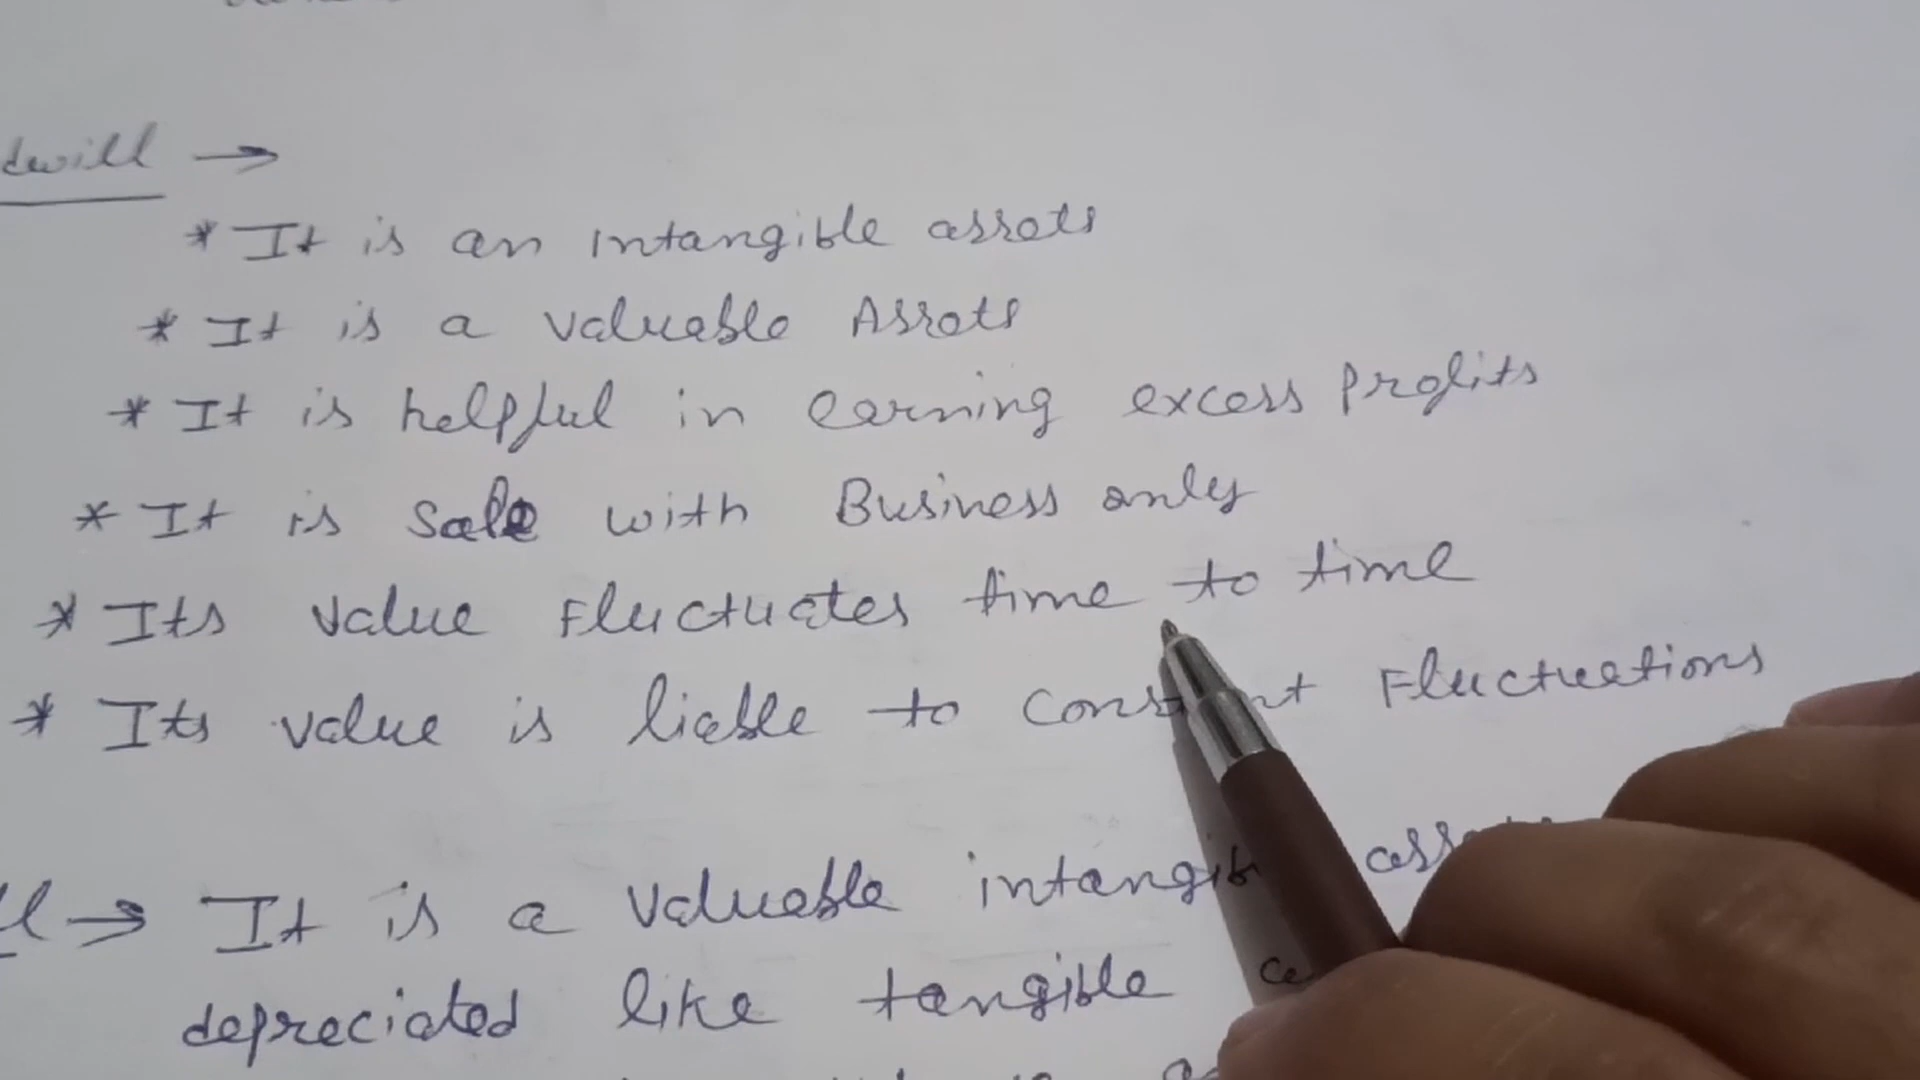 dwill →
* It is an intangible assets
* It is a valuable Assets
* It is helpful in earning excess Profits
* It is Sale with Business only
* Its value Fluctuates time to time
* Its value is liable to Fluctuations
ll → It is a valuable
depreciated like tangible